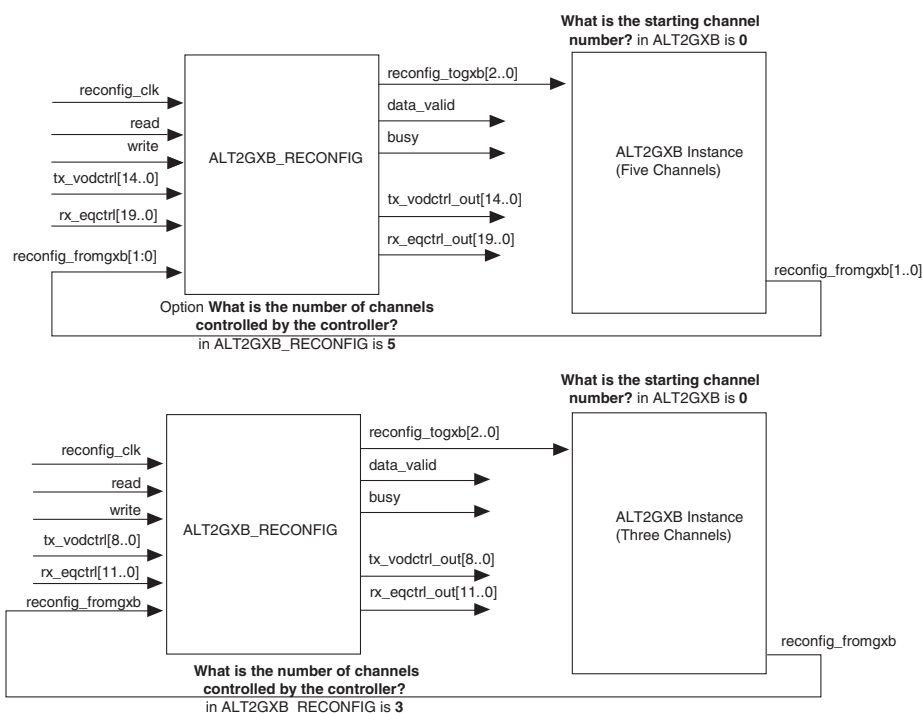 What is the starting channel
number? in ALT2GXB is 0
reconfig_togxb[2..0]
reconfig_clk
data_valid
read
busy
write
ALT2GXB_RECONFIG
ALT2GXB Instance
(Five Channels)
tx_vodctrl[14..0]
tx_vodctrl_out[14..0]
rx_eqctrl[19..0]
rx_eqctrl_out[19..0]
reconfig_fromgxb[1:0]
reconfig_fromgxb[1..0]
Option What is the number of channels
controlled by the controller?
in ALT2GXB_RECONFIG is 5
What is the starting channel
number? in ALT2GXB is 0
reconfig_togxb[2..0]
reconfig_clk
data_valid
read
busy
write
ALT2GXB_RECONFIG
ALT2GXB Instance
(Three Channels)
tx_vodctrl[8..0]
tx_vodctrl_out[8..0]
rx_eqctrl[11..0]
rx_eqctrl_out[11..0]
reconfig_fromgxb
reconfig_fromgxb
What is the number of channels
controlled by the controller?
in ALT2GXB_RECONFIG is 3